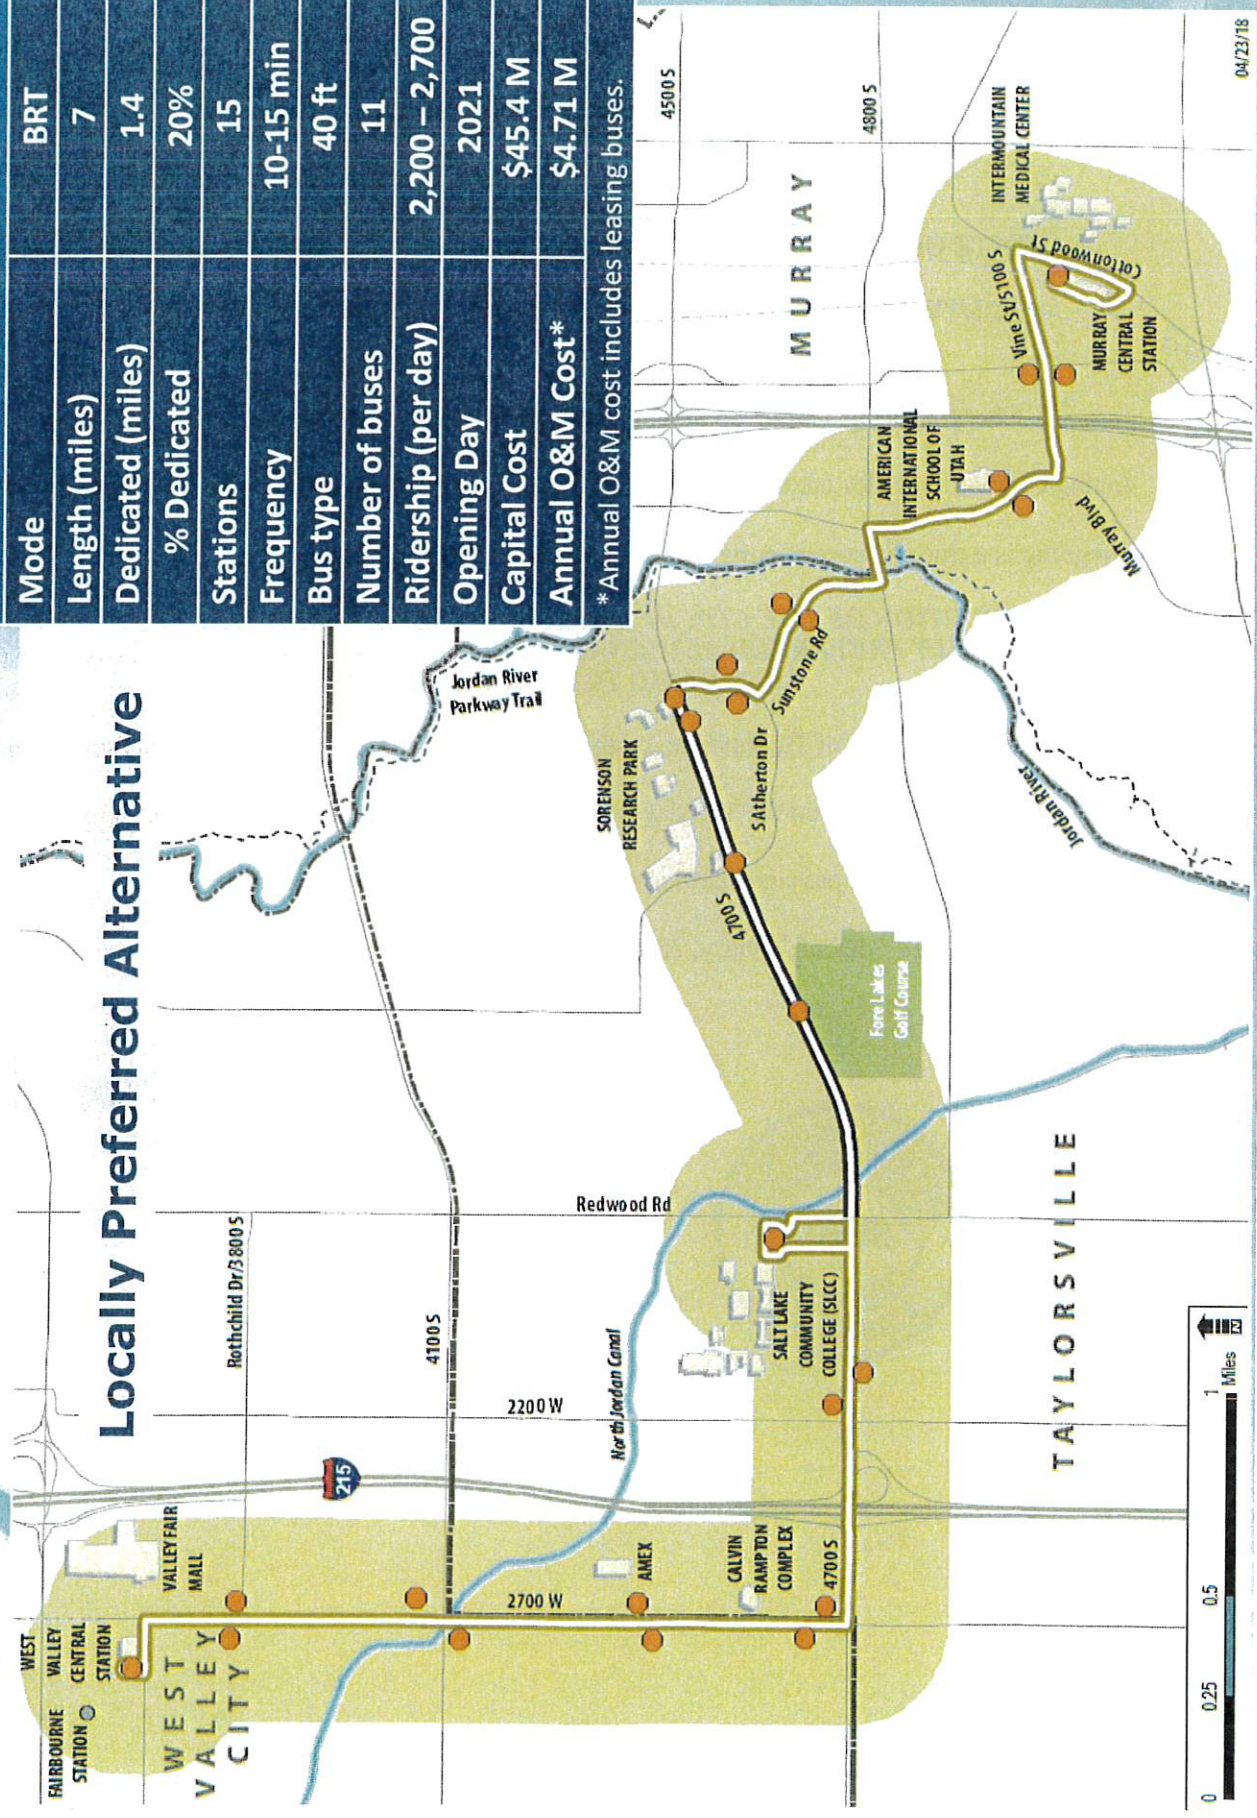 Locally Preferred Alternative
Mode BRT
Length (miles) 7
Dedicated (miles) 1.4
% Dedicated 20%
Stations 15
Frequency 10-15 min
Bus type 40 ft
Number of buses 11
Ridership (per day) 2,200 – 2,700
Opening Day 2021
Capital Cost $45.4 M
Annual O&M Cost* $4.71 M
*Annual O&M cost includes leasing buses.
FAIRBOURNE
STATION
WEST
VALLEY
CENTRAL
STATION
VALLEY FAIR
MALL
WEST
VALLEY
CITY
Rothchild Dr/3800 S
215
4100 S
2200 W
2700 W
North Jordan Canal
Redwood Rd
AMEX
CALVIN
RAMPTON
COMPLEX
4700 S
SALT LAKE
COMMUNITY
COLLEGE (SLCC)
TAYLORSVILLE
Fore Lakes
Golf Course
4700 S
S Atherton Dr
SORENSON
RESEARCH PARK
Jordan River
Parkway Trail
Sunstone Rd
Jordan River
AMERICAN
INTERNATIONAL
SCHOOL OF
UTAH
Murray Blvd
MURRAY
4500 S
4800 S
Vine St/5100 S
Cottonwood St
MURRAY
CENTRAL
STATION
INTERMOUNTAIN
MEDICAL CENTER
0 0.25 0.5 1
Miles
N
04/23/18